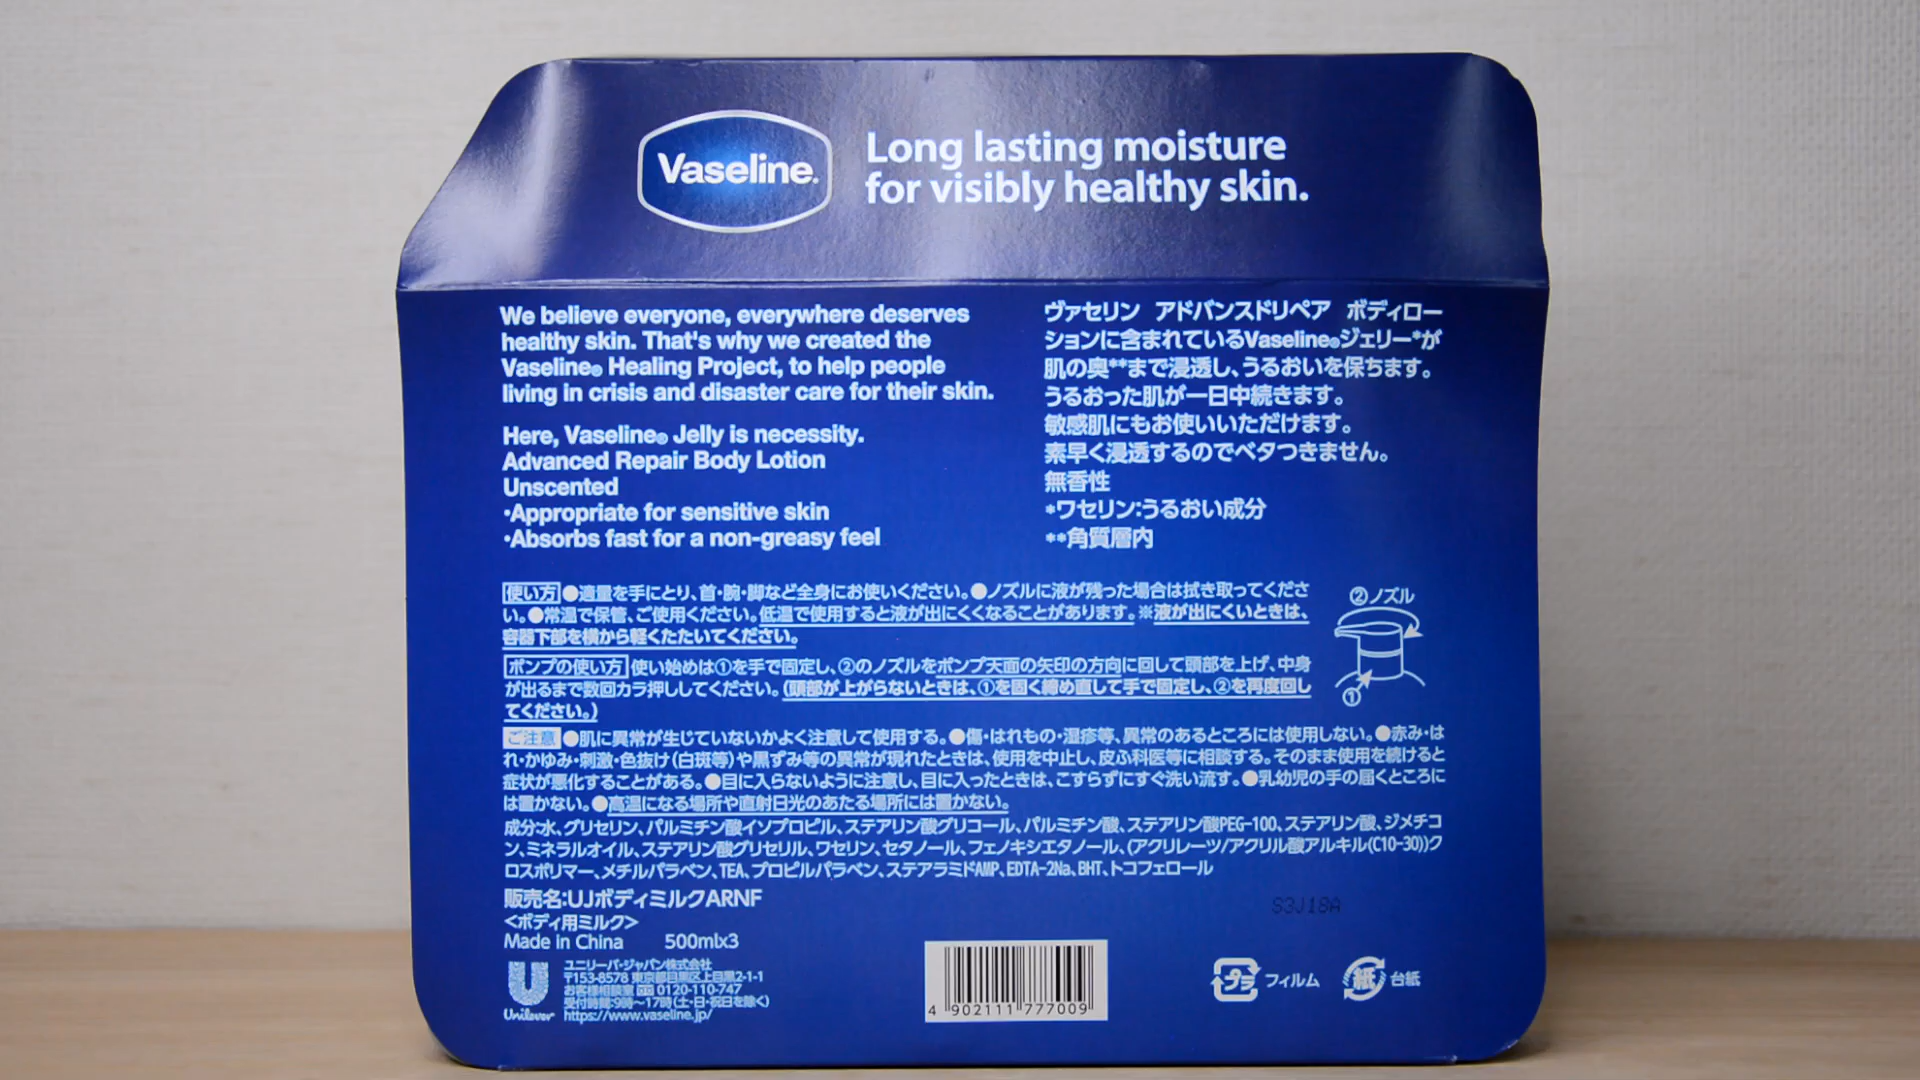 Vaseline.
Long lasting moisture
for visibly healthy skin.
We believe everyone, everywhere deserves
healthy skin. That's why we created the
Vaseline® Healing Project, to help people
living in crisis and disaster care for their skin.
Here, Vaseline® Jelly is necessity.
Advanced Repair Body Lotion
Unscented
•Appropriate for sensitive skin
•Absorbs fast for a non-greasy feel
ヴァセリン アドバンスドリペア ボディロー
ションに含まれているVaseline®ジェリー*が
肌の奥**まで浸透し、うるおいを保ちます。
うるおった肌が一日中続きます。
敏感肌にもお使いいただけます。
素早く浸透するのでベタつきません。
無香性
*ワセリン:うるおい成分
**角質層内
使い方 ●適量を手にとり、首・腕・脚など全身にお使いください。●ノズルに液が残った場合は拭き取ってくださ
い。●常温で保管、ご使用ください。低温で使用すると液が出にくくなることがあります。※液が出にくいときは、
容器下部を横から軽くたたいてください。
ポンプの使い方 使い始めは①を手で固定し、②のノズルをポンプ天面の矢印の方向に回して頭部を上げ、中身
が出るまで数回カラ押ししてください。(頭部が上がらないときは、①を固く締め直して手で固定し、②を再度回し
てください。)
②ノズル
①
ご注意 ●肌に異常が生じていないかよく注意して使用する。●傷・はれもの・湿疹等、異常のあるところには使用しない。●赤み・は
れ・かゆみ・刺激・色抜け(白斑等)や黒ずみ等の異常が現れたときは、使用を中止し、皮ふ科医等に相談する。そのまま使用を続けると
症状が悪化することがある。●目に入らないように注意し、目に入ったときは、こすらずにすぐ洗い流す。●乳幼児の手の届くところに
は置かない。●高温になる場所や直射日光のあたる場所には置かない。
成分:水、グリセリン、パルミチン酸イソプロピル、ステアリン酸グリコール、パルミチン酸、ステアリン酸PEG-100、ステアリン酸、ジメチコ
ン、ミネラルオイル、ステアリン酸グリセリル、ワセリン、セタノール、フェノキシエタノール、(アクリレーツ/アクリル酸アルキル(C10-30))ク
ロスポリマー、メチルパラベン、TEA、プロピルパラベン、ステアラミドAMP、EDTA-2Na、BHT、トコフェロール
販売名:UJボディミルクARNF
<ボディ用ミルク>
Made in China 500mlx3
S3J18A
Unilever
ユニリーバ・ジャパン株式会社
〒153-8578 東京都目黒区上目黒2-1-1
お客様相談室 0120-110-747
受付時間:9時〜17時(土・日・祝日を除く)
https://www.vaseline.jp/
4 902111 777009
プラ フィルム
紙 台紙